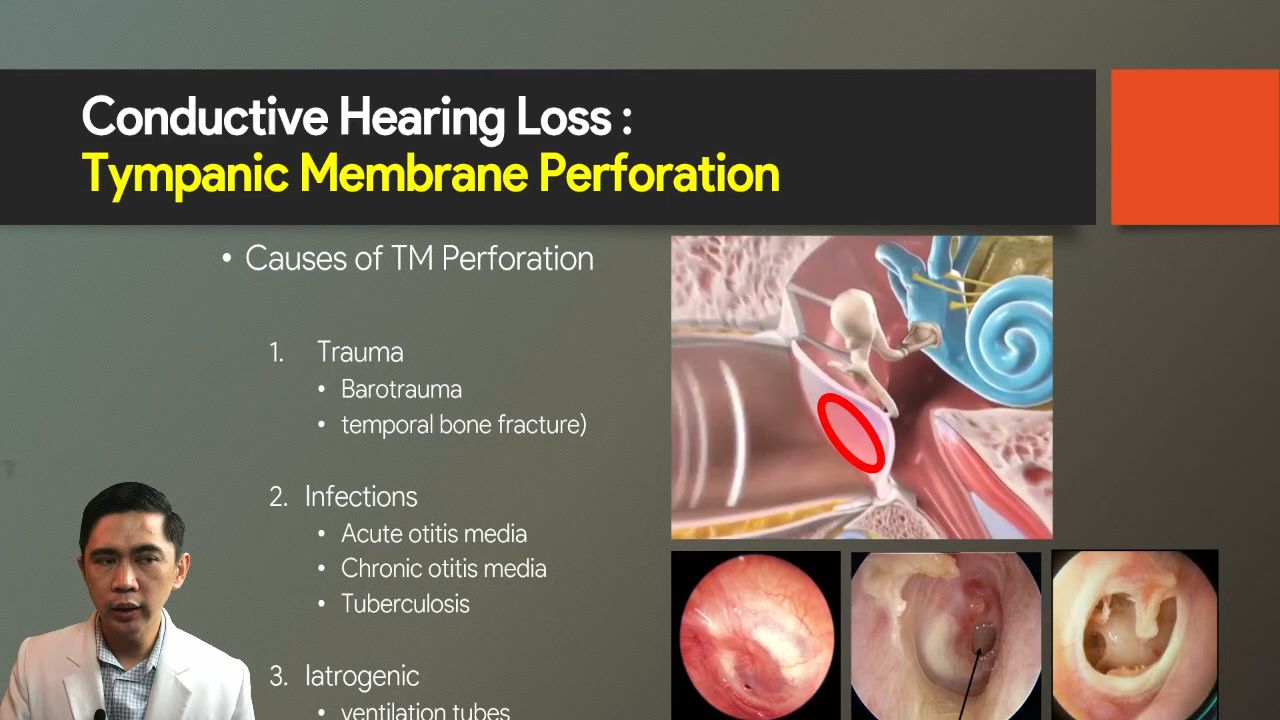 Conductive Hearing Loss :
Tympanic Membrane Perforation
• Causes of TM Perforation
1. Trauma
• Barotrauma
• temporal bone fracture)
2. Infections
• Acute otitis media
• Chronic otitis media
• Tuberculosis
3. Iatrogenic
• ventilation tubes